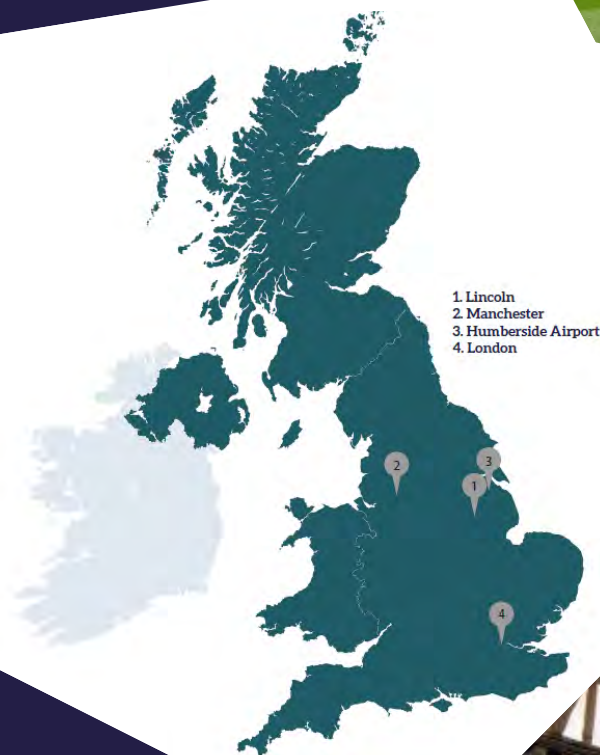 1. Lincoln
2. Manchester
3. Humberside Airport
4. London
2
3
1
4